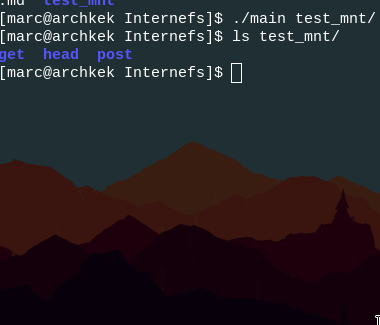 .md test_mnt/
[marc@archkek Internefs]$ ./main test_mnt/
[marc@archkek Internefs]$ ls test_mnt/
get head post
[marc@archkek Internefs]$